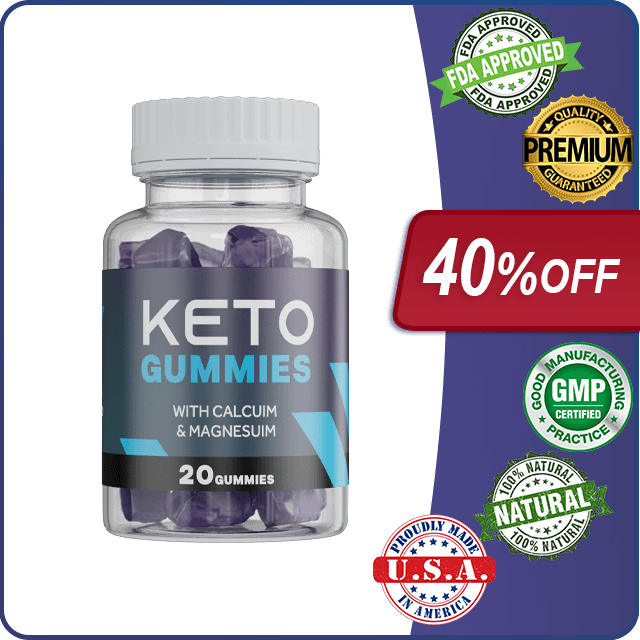 FDA APPROVED
FDA APPROVED
FDA APPROVED
QUALITY
PREMIUM
GUARANTEED
40%OFF
KETO
GUMMIES
WITH CALCUIM
& MAGNESUIM
20 GUMMIES
GOOD MANUFACTURING
GMP
CERTIFIED
PRACTICE
100% NATURAL
NATURAL
100% NATURAL
PROUDLY MADE
U.S.A.
IN AMERICA